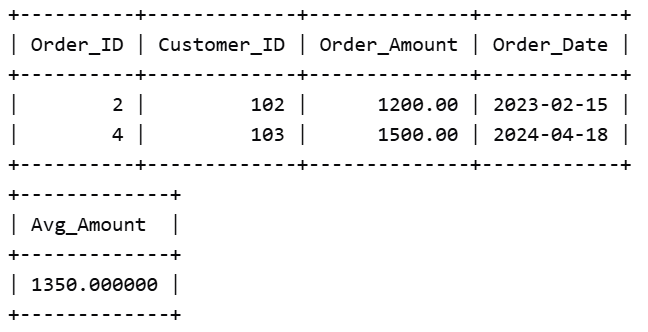 +----------+-------------+--------------+------------+
| Order_ID | Customer_ID | Order_Amount | Order_Date |
+----------+-------------+--------------+------------+
|        2 |         102 |      1200.00 | 2023-02-15 |
|        4 |         103 |      1500.00 | 2024-04-18 |
+----------+-------------+--------------+------------+
+-------------+
| Avg_Amount  |
+-------------+
| 1350.000000 |
+-------------+